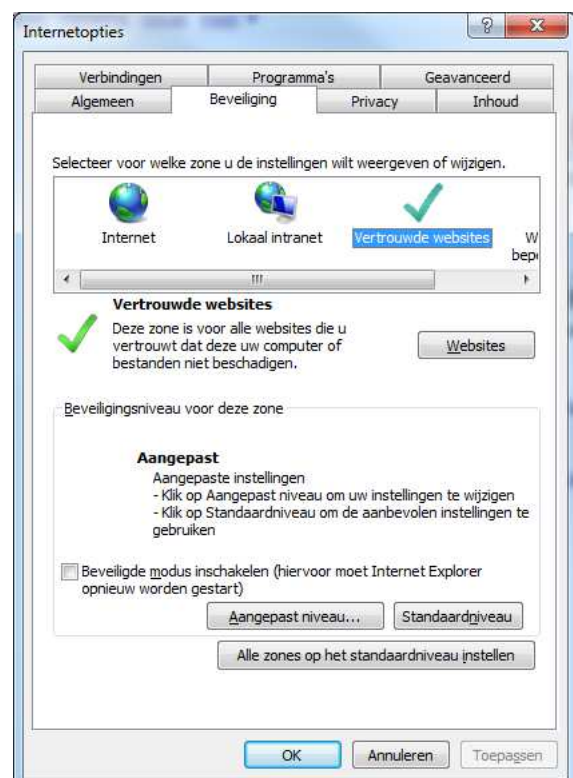 Internetopties
Verbindingen
Programma's
Geavanceerd
Algemeen
Beveiliging
Privacy
Inhoud
Selecteer voor welke zone u de instellingen wilt weergeven of wijzigen.
Internet
Lokaal intranet
Vertrouwde websites
Vertrouwde websites
Deze zone is voor alle websites die u
vertrouwt dat deze uw computer of
bestanden niet beschadigen.
Websites
Beveiligingsniveau voor deze zone
Aangepast
Aangepaste instellingen
- Klik op Aangepast niveau om uw instellingen te wijzigen
- Klik op Standaardniveau om de aanbevolen instellingen te
gebruiken
Beveiligde modus inschakelen (hiervoor moet Internet Explorer
opnieuw worden gestart)
Aangepast niveau...
Standaardniveau
Alle zones op het standaardniveau instellen
OK
Annuleren
Toepassen